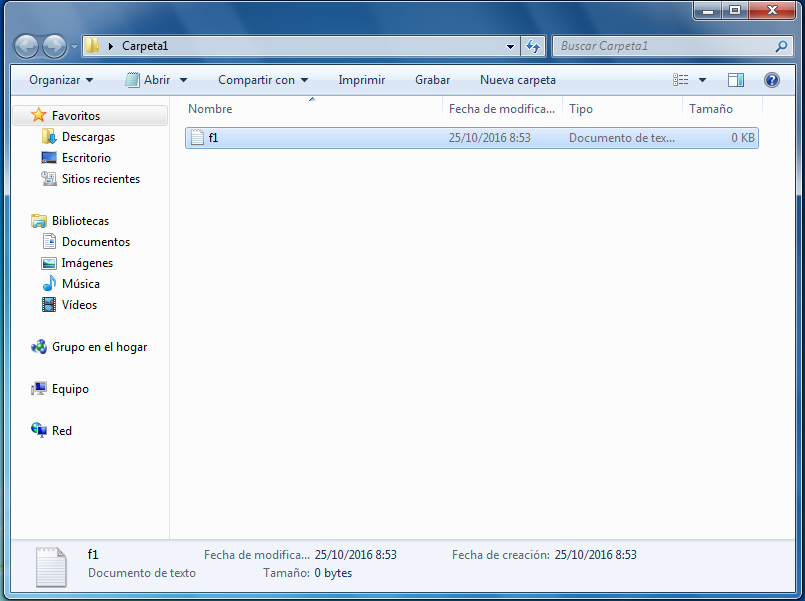 Carpeta1
Buscar Carpeta1
Organizar Abrir Compartir con Imprimir Grabar Nueva carpeta
Nombre Fecha de modifica... Tipo Tamaño
f1 25/10/2016 8:53 Documento de tex... 0 KB
Favoritos
Descargas
Escritorio
Sitios recientes
Bibliotecas
Documentos
Imágenes
Música
Vídeos
Grupo en el hogar
Equipo
Red
f1 Fecha de modifica... 25/10/2016 8:53 Fecha de creación: 25/10/2016 8:53
Documento de texto Tamaño: 0 bytes